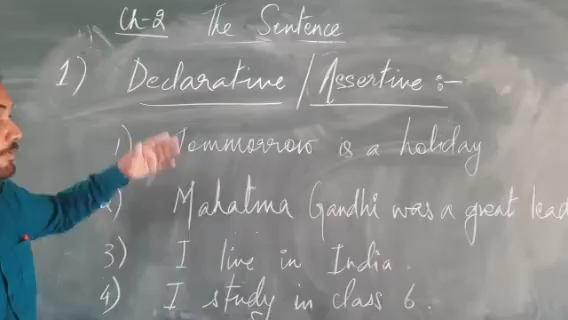 Ch-2 The Sentence
1) Declarative / Assertive :-
1) Tommorrow is a holiday
2) Mahatma Gandhi was a great lead
3) I live in India.
4) I study in class 6.